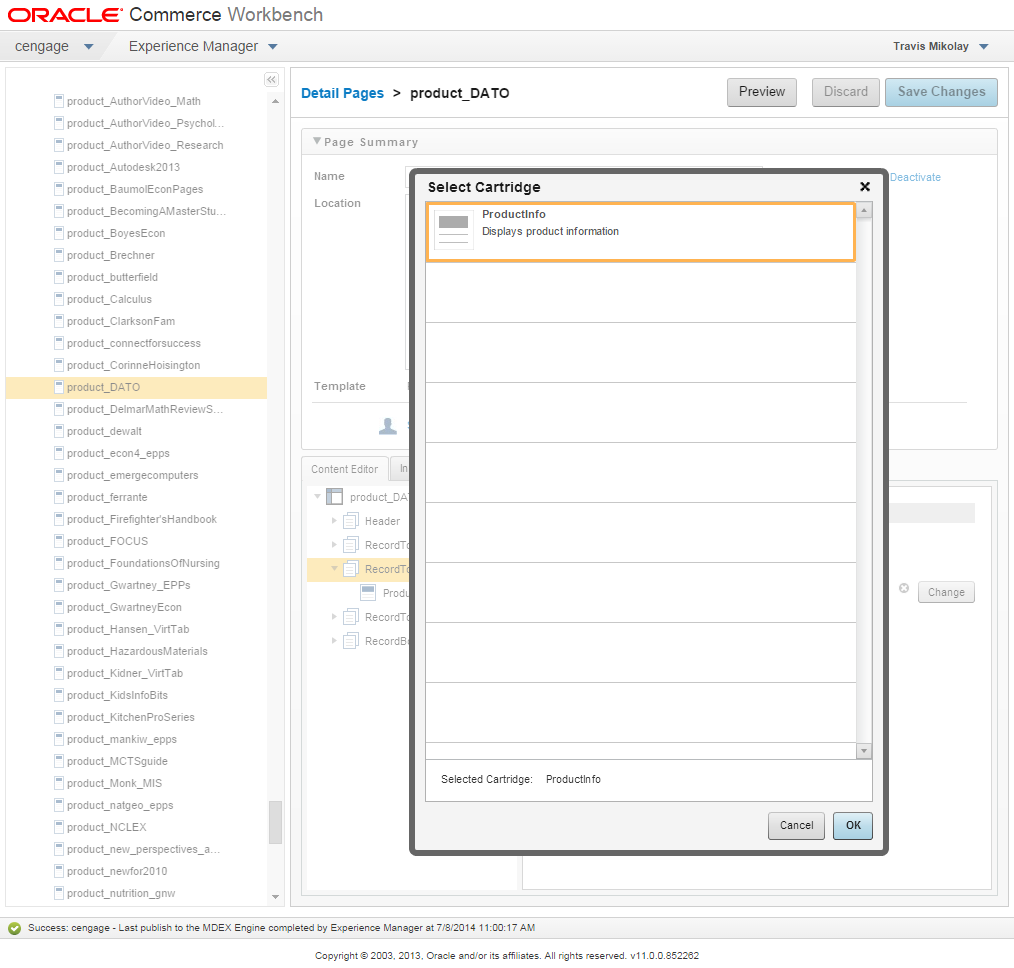 ORACLE Commerce Workbench
cengage Experience Manager Travis Mikolay
product_AuthorVideo_Math
product_AuthorVideo_Psychol...
product_AuthorVideo_Research
product_Autodesk2013
product_BaumolEconPages
product_BecomingAMasterStu...
product_BoyesEcon
product_Brechner
product_butterfield
product_Calculus
product_ClarksonFam
product_connectforsuccess
product_CorinneHoisington
product_DATO
product_DelmarMathReviewS...
product_dewalt
product_econ4_epps
product_emergecomputers
product_ferrante
product_Firefighter'sHandbook
product_FOCUS
product_FoundationsOfNursing
product_Gwartney_EPPs
product_GwartneyEcon
product_Hansen_VirtTab
product_HazardousMaterials
product_Kidner_VirtTab
product_KidsInfoBits
product_KitchenProSeries
product_mankiw_epps
product_MCTSguide
product_Monk_MIS
product_natgeo_epps
product_NCLEX
product_new_perspectives_a...
product_newfor2010
product_nutrition_gnw
Detail Pages > product_DATO
Preview Discard Save Changes
Page Summary
Name
Deactivate
Location
Template
Content Editor
product_DA
Header
RecordTo
RecordTo
Produ
RecordTo
RecordBo
Change
Select Cartridge
ProductInfo
Displays product information
Selected Cartridge: ProductInfo
Cancel OK
Success: cengage - Last publish to the MDEX Engine completed by Experience Manager at 7/8/2014 11:00:17 AM
Copyright © 2003, 2013, Oracle and/or its affiliates. All rights reserved. v11.0.0.852262